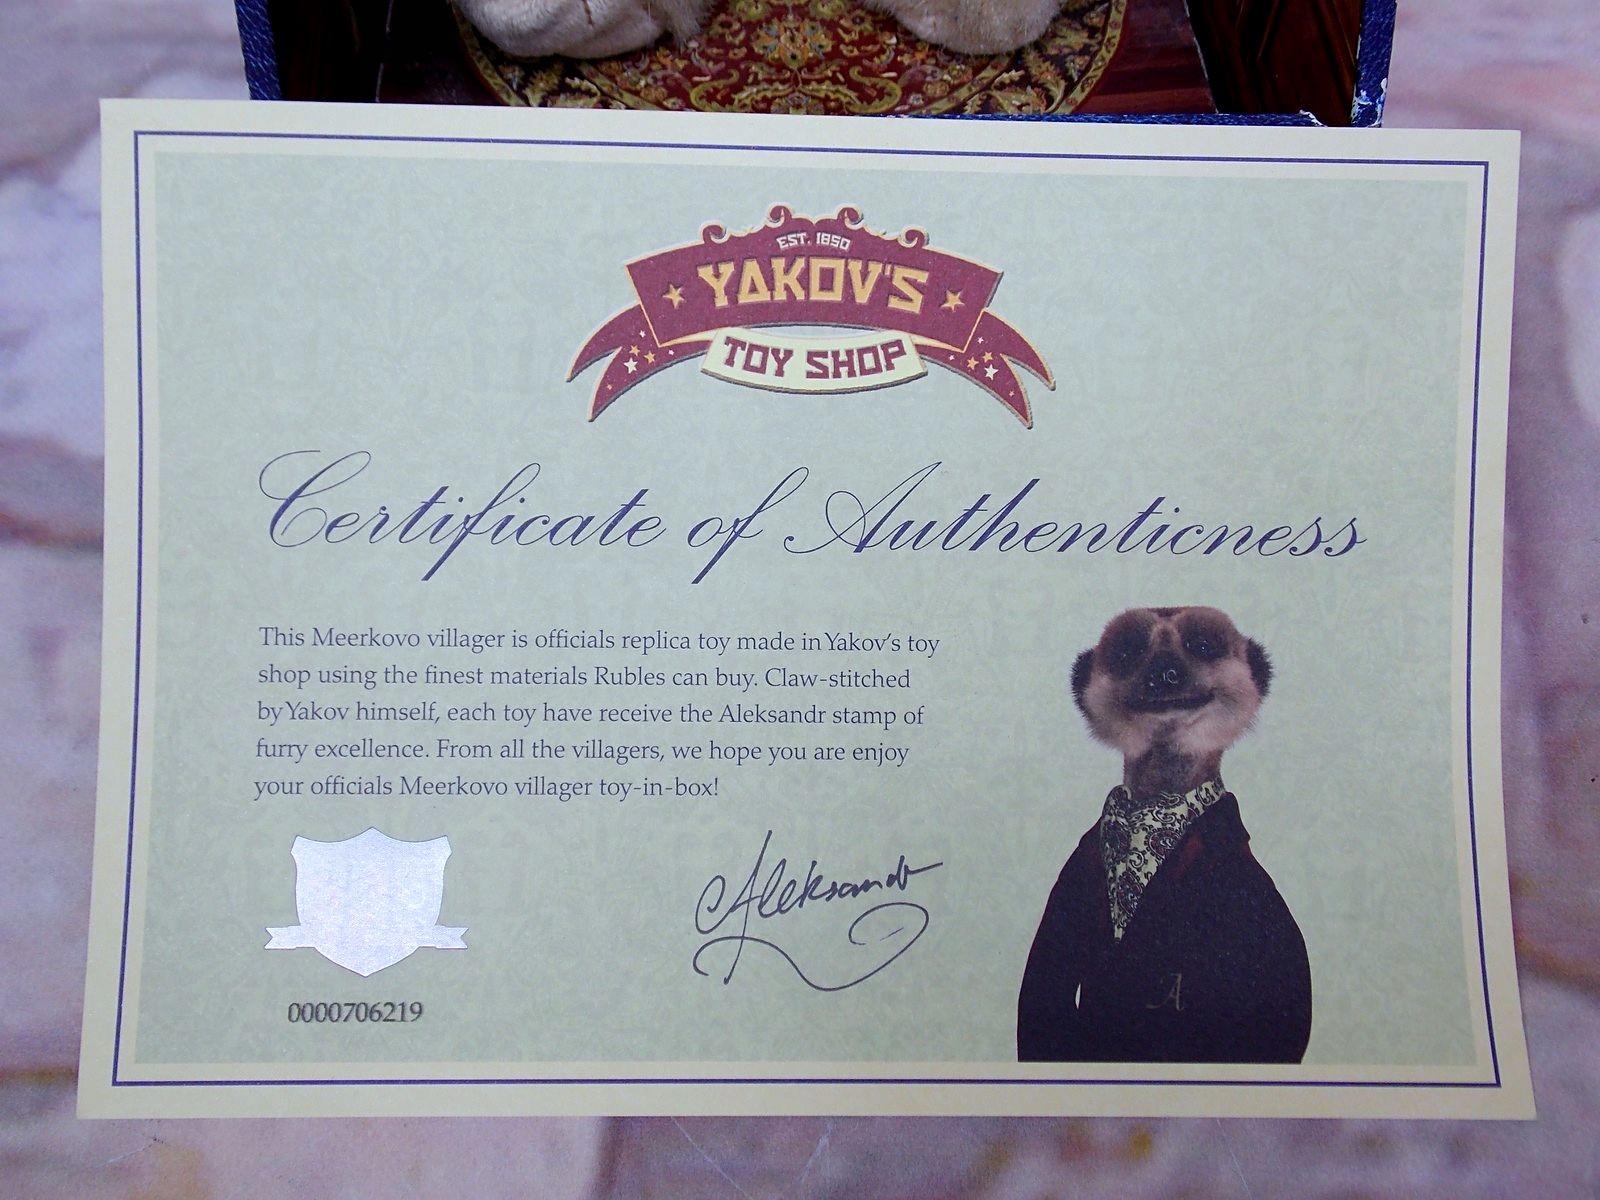 EST. 1850
YAKOV'S
TOY SHOP
Certificate of Authenticness
This Meerkovo villager is officials replica toy made in Yakov's toy
shop using the finest materials Rubles can buy. Claw-stitched
by Yakov himself, each toy have receive the Aleksandr stamp of
furry excellence. From all the villagers, we hope you are enjoy
your officials Meerkovo villager toy-in-box!
Aleksandr
0000706219
A